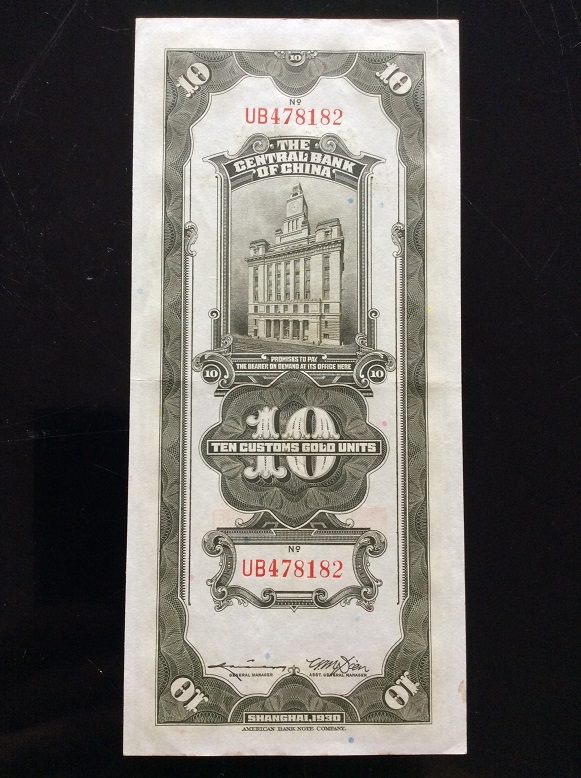 10 10 10
Nº
UB478182
THE
CENTRAL BANK
OF CHINA
PROMISES TO PAY
THE BEARER ON DEMAND AT ITS OFFICE HERE
10 10
10
TEN CUSTOMS GOLD UNITS
Nº
UB478182
GENERAL MANAGER ASST. GENERAL MANAGER
10 10
SHANGHAI, 1930
AMERICAN BANK NOTE COMPANY.